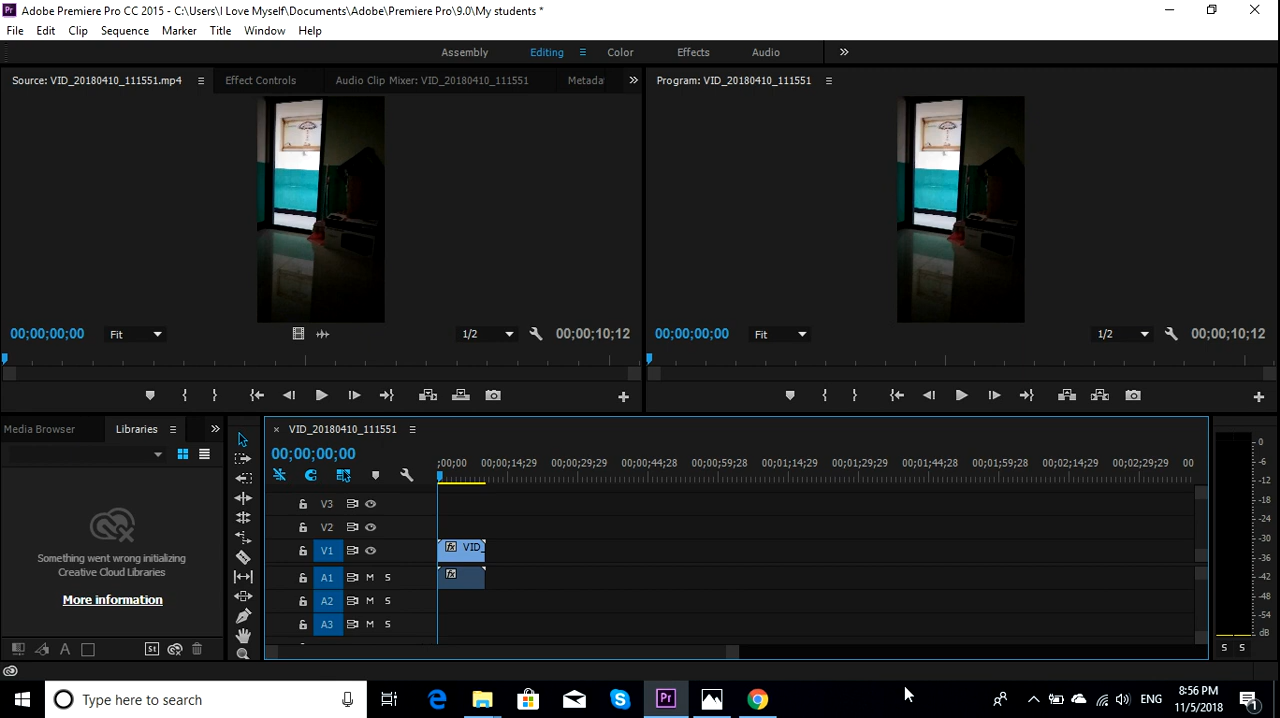 Adobe Premiere Pro CC 2015 - C:\Users\I Love Myself\Documents\Adobe\Premiere Pro\9.0\My students *
File Edit Clip Sequence Marker Title Window Help
Assembly Editing Color Effects Audio
Source: VID_20180410_111551.mp4 Effect Controls Audio Clip Mixer: VID_20180410_111551 Metada
Program: VID_20180410_111551
00;00;00;00 Fit 1/2 00;00;10;12
00;00;00;00 Fit 1/2 00;00;10;12
Media Browser Libraries
Something went wrong initializing
Creative Cloud Libraries
More information
VID_20180410_111551
00;00;00;00
;00;00 00;00;14;29 00;00;29;29 00;00;44;28 00;00;59;28 00;01;14;29 00;01;29;29 00;01;44;28 00;01;59;28 00;02;14;29 00;02;29;29 00
V3
V2
V1 fx VID_
A1 M S fx
A2 M S
A3 M S
0
-6
-12
-18
-24
-30
-36
-42
-48
-54
dB
S S
St
Type here to search
Pr
ENG
8:56 PM
11/5/2018
1